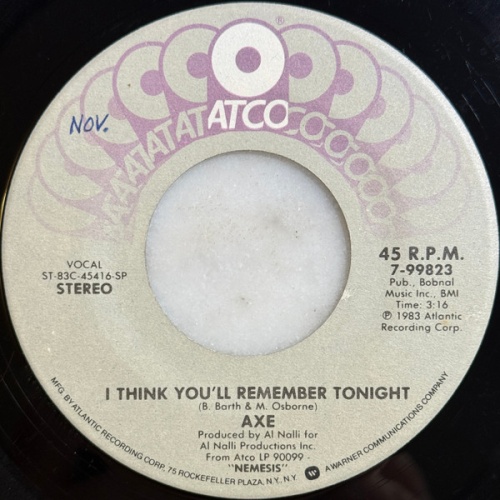 ®
ATCO
NOV.
VOCAL
ST-83C-45416-SP
STEREO
45 R.P.M.
7-99823
Pub., Bobnal
Music Inc., BMI
Time: 3:16
℗ 1983 Atlantic
Recording Corp.
I THINK YOU'LL REMEMBER TONIGHT
(B. Barth & M. Osborne)
AXE
Produced by Al Nalli for
Al Nalli Productions Inc.
From Atco LP 90099 -
"NEMESIS"
MFG. BY ATLANTIC RECORDING CORP., 75 ROCKEFELLER PLAZA, N.Y., N.Y. A WARNER COMMUNICATIONS COMPANY